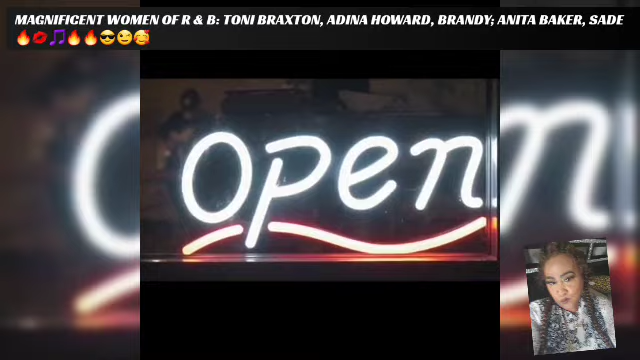 MAGNIFICENT WOMEN OF R & B: TONI BRAXTON, ADINA HOWARD, BRANDY; ANITA BAKER, SADE
🔥💋🎵🔥🔥😎😉🥰
open